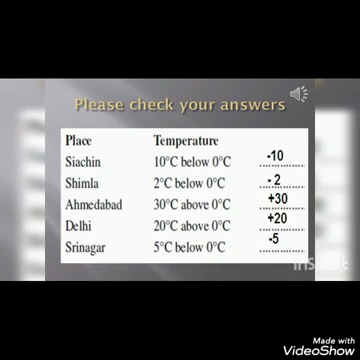 Please check your answers
Place Temperature
Siachin 10°C below 0°C -10
Shimla 2°C below 0°C - 2
Ahmedabad 30°C above 0°C +30
Delhi 20°C above 0°C +20
Srinagar 5°C below 0°C -5
Made with
VideoShow